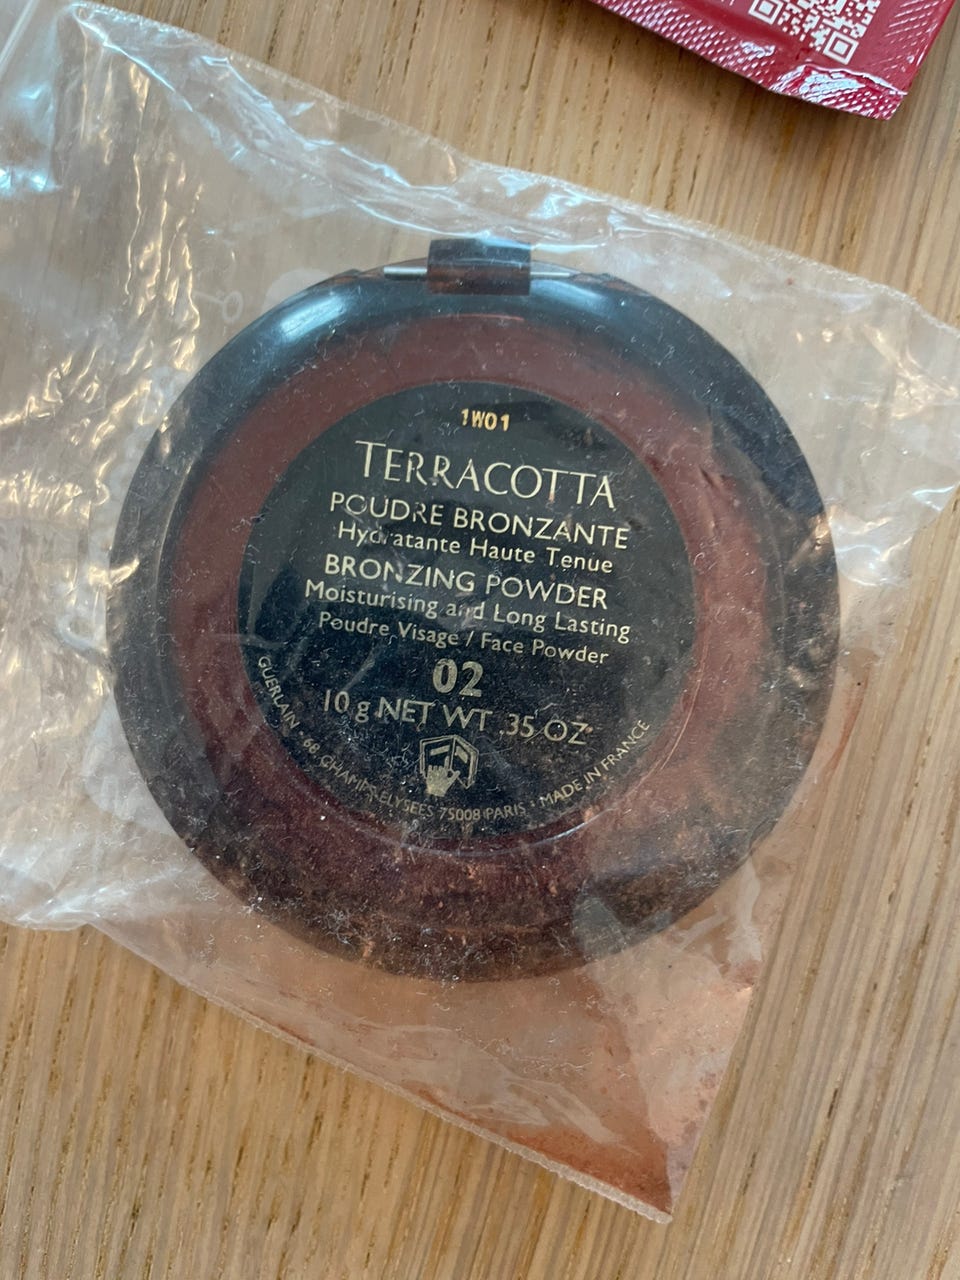 1W01
TERRACOTTA
POUDRE BRONZANTE
Hydratante Haute Tenue
BRONZING POWDER
Moisturising and Long Lasting
Poudre Visage / Face Powder
02
10 g NET WT .35 OZ
GUERLAIN · 68, CHAMPS-ELYSEES 75008 PARIS · MADE IN FRANCE